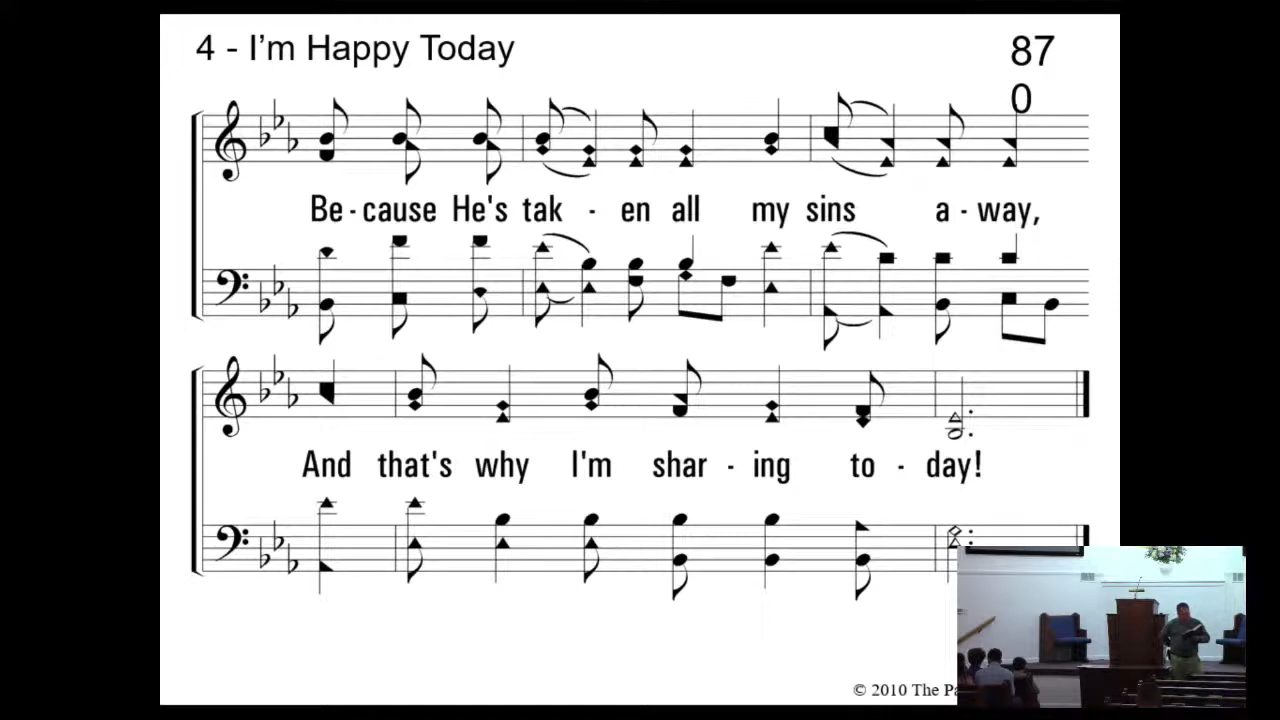 4 - I'm Happy Today
87
0
Be - cause He's tak - en all my sins a - way,
And that's why I'm shar - ing to - day!
© 2010 The